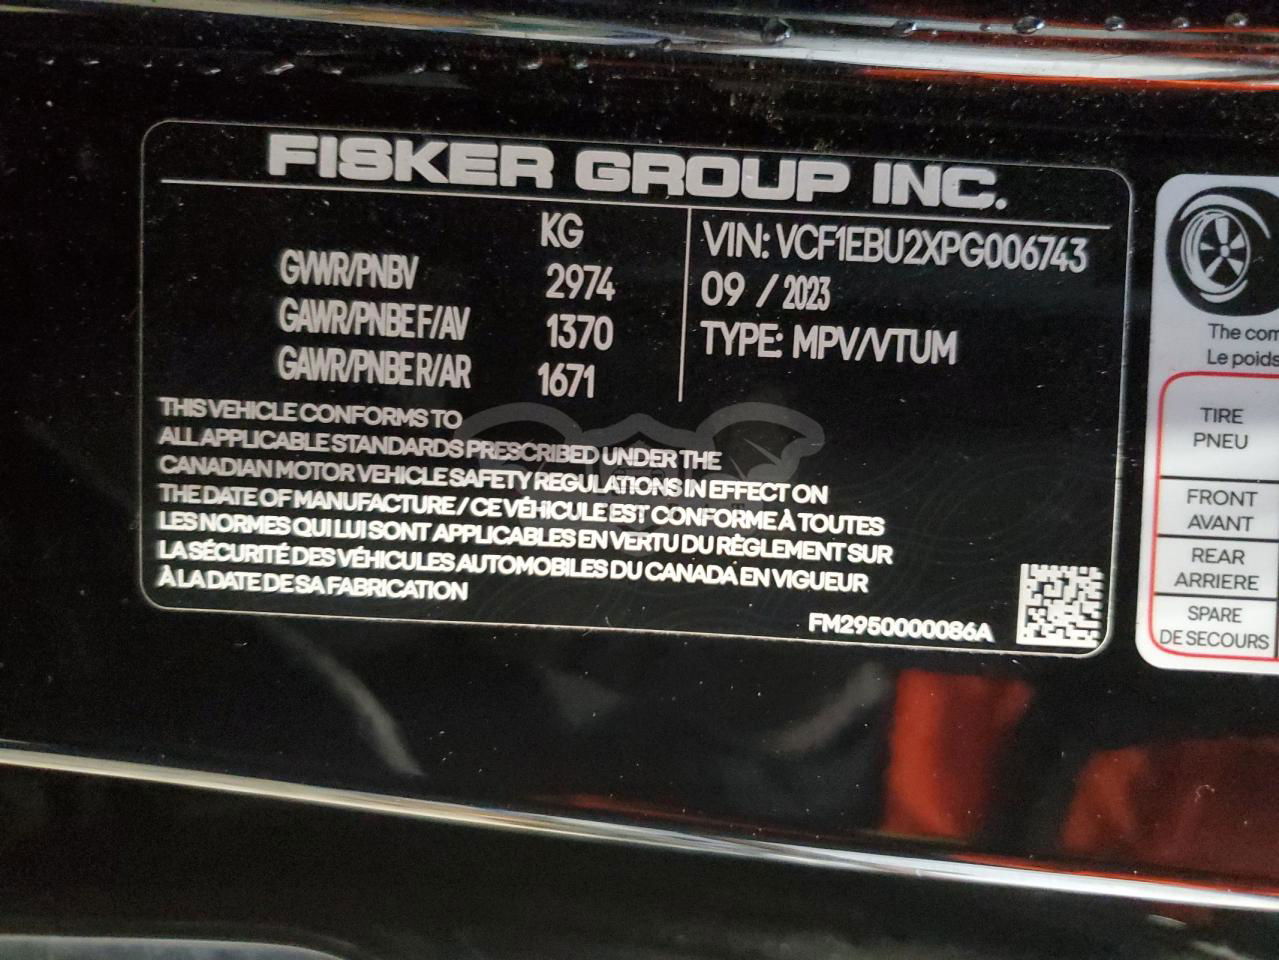 FISKER GROUP INC.
KG
GVWR/PNBV 2974
GAWR/PNBE F/AV 1370
GAWR/PNBE R/AR 1671
VIN: VCF1EBU2XPG006743
09 / 2023
TYPE: MPV/VTUM
THIS VEHICLE CONFORMS TO
ALL APPLICABLE STANDARDS PRESCRIBED UNDER THE
CANADIAN MOTOR VEHICLE SAFETY REGULATIONS IN EFFECT ON
THE DATE OF MANUFACTURE / CE VÉHICULE EST CONFORME À TOUTES
LES NORMES QUI LUI SONT APPLICABLES EN VERTU DU RÈGLEMENT SUR
LA SÉCURITÉ DES VÉHICULES AUTOMOBILES DU CANADA EN VIGUEUR
À LA DATE DE SA FABRICATION
FM2950000086A
The com
Le poids
TIRE
PNEU
FRONT
AVANT
REAR
ARRIERE
SPARE
DE SECOURS